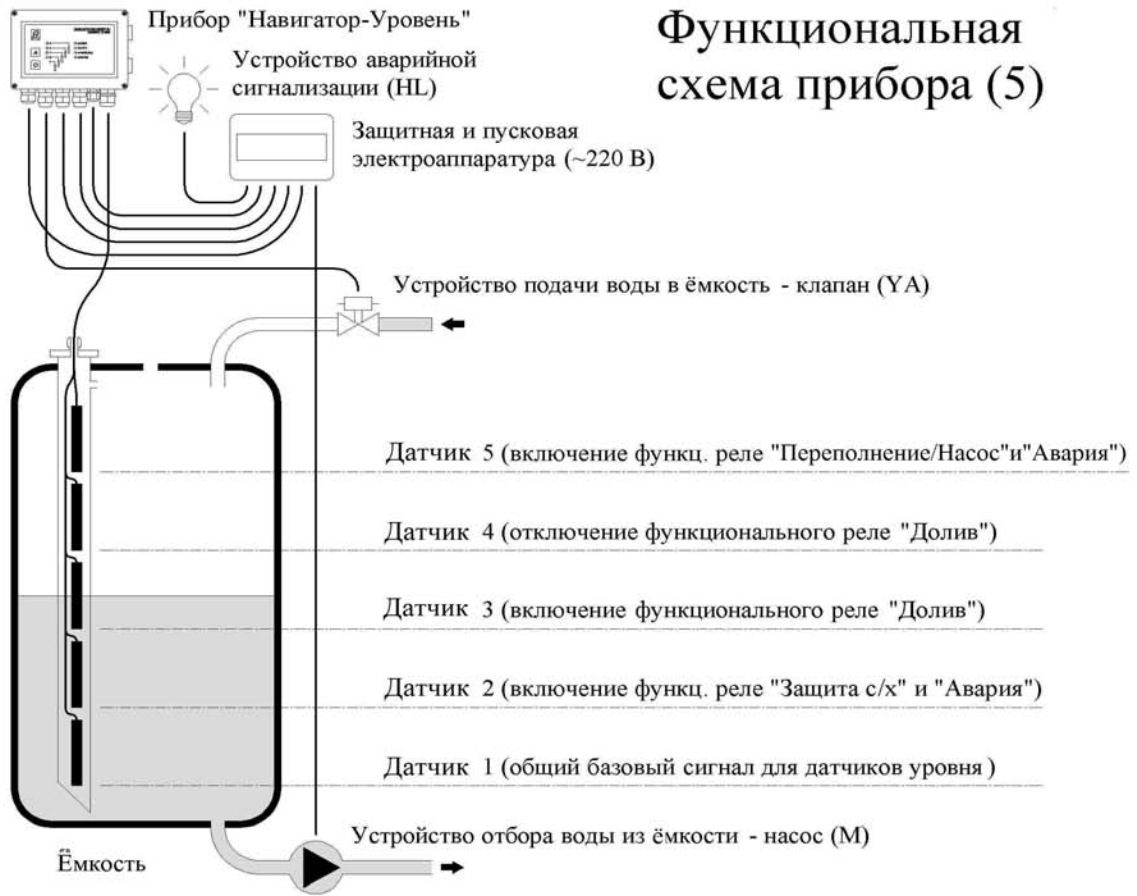 Прибор "Навигатор-Уровень"
Функциональная
схема прибора (5)
Устройство аварийной
сигнализации (HL)
Защитная и пусковая
электроаппаратура (~220 В)
Устройство подачи воды в ёмкость - клапан (YA)
Датчик 5 (включение функц. реле "Переполнение/Насос"и"Авария")
Датчик 4 (отключение функционального реле "Долив")
Датчик 3 (включение функционального реле "Долив")
Датчик 2 (включение функц. реле "Защита с/х" и "Авария")
Датчик 1 (общий базовый сигнал для датчиков уровня )
Устройство отбора воды из ёмкости - насос (М)
Ёмкость